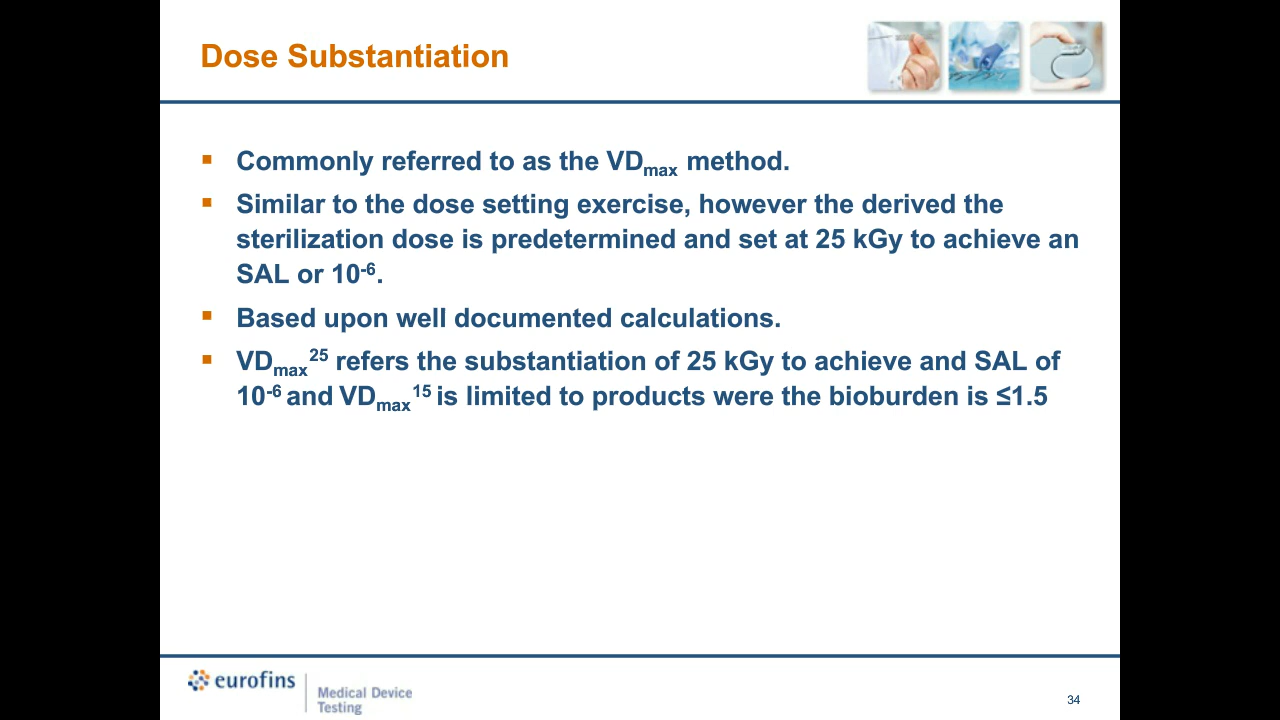 Dose Substantiation
▪ Commonly referred to as the VDmax method.
▪ Similar to the dose setting exercise, however the derived the
sterilization dose is predetermined and set at 25 kGy to achieve an
SAL or 10⁻⁶.
▪ Based upon well documented calculations.
▪ VDmax²⁵ refers the substantiation of 25 kGy to achieve and SAL of
10⁻⁶ and VDmax¹⁵ is limited to products were the bioburden is ≤1.5
eurofins
Medical Device
Testing
34